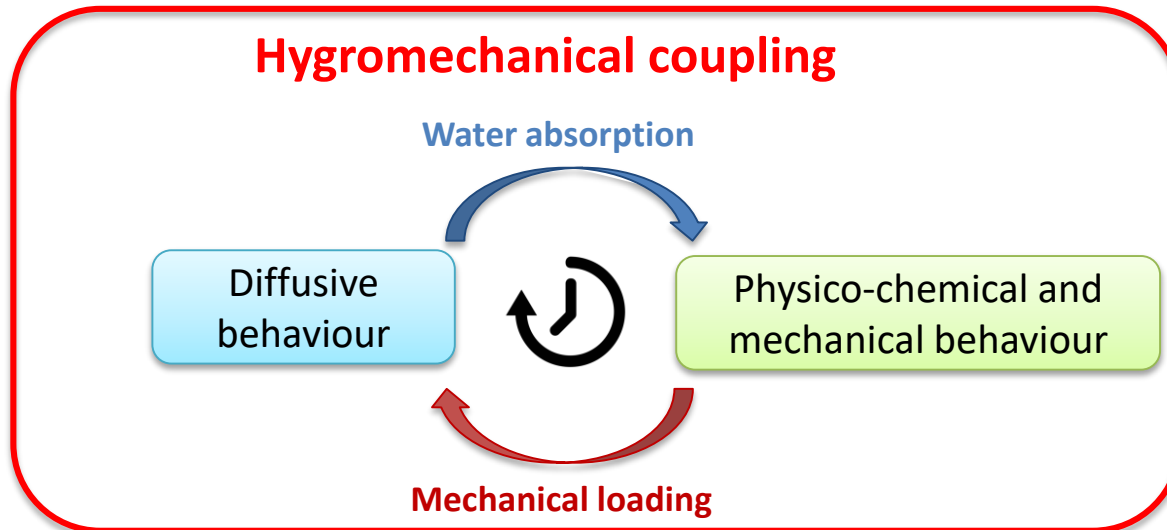 Hygromechanical coupling
Water absorption
Diffusive
behaviour
Physico-chemical and
mechanical behaviour
Mechanical loading